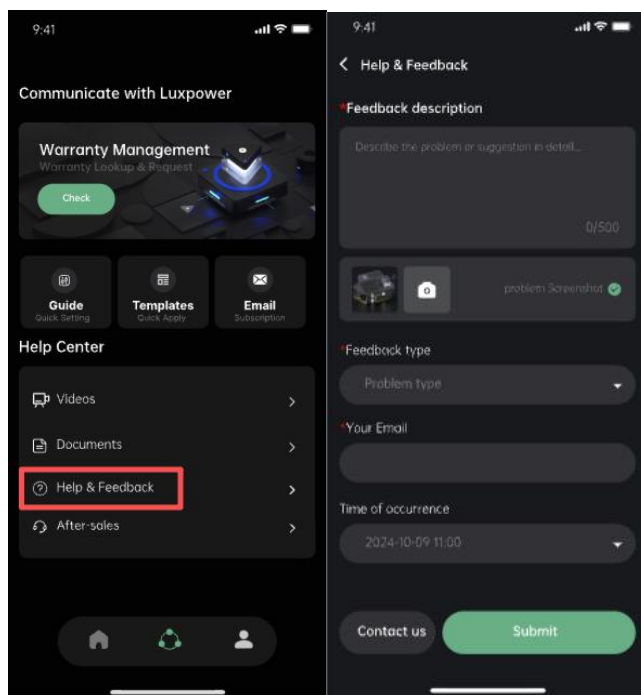 9:41
Communicate with Luxpower
Warranty Management
Warranty Lookup & Request
Check
Guide
Quick Setting
Templates
Quick Apply
Email
Subscription
Help Center
Videos
Documents
Help & Feedback
After-sales
9:41
Help & Feedback
*Feedback description
Describe the problem or suggestion in detail...
0/500
problem Screenshot
*Feedback type
Problem type
*Your Email
Time of occurrence
2024-10-09 11:00
Contact us
Submit